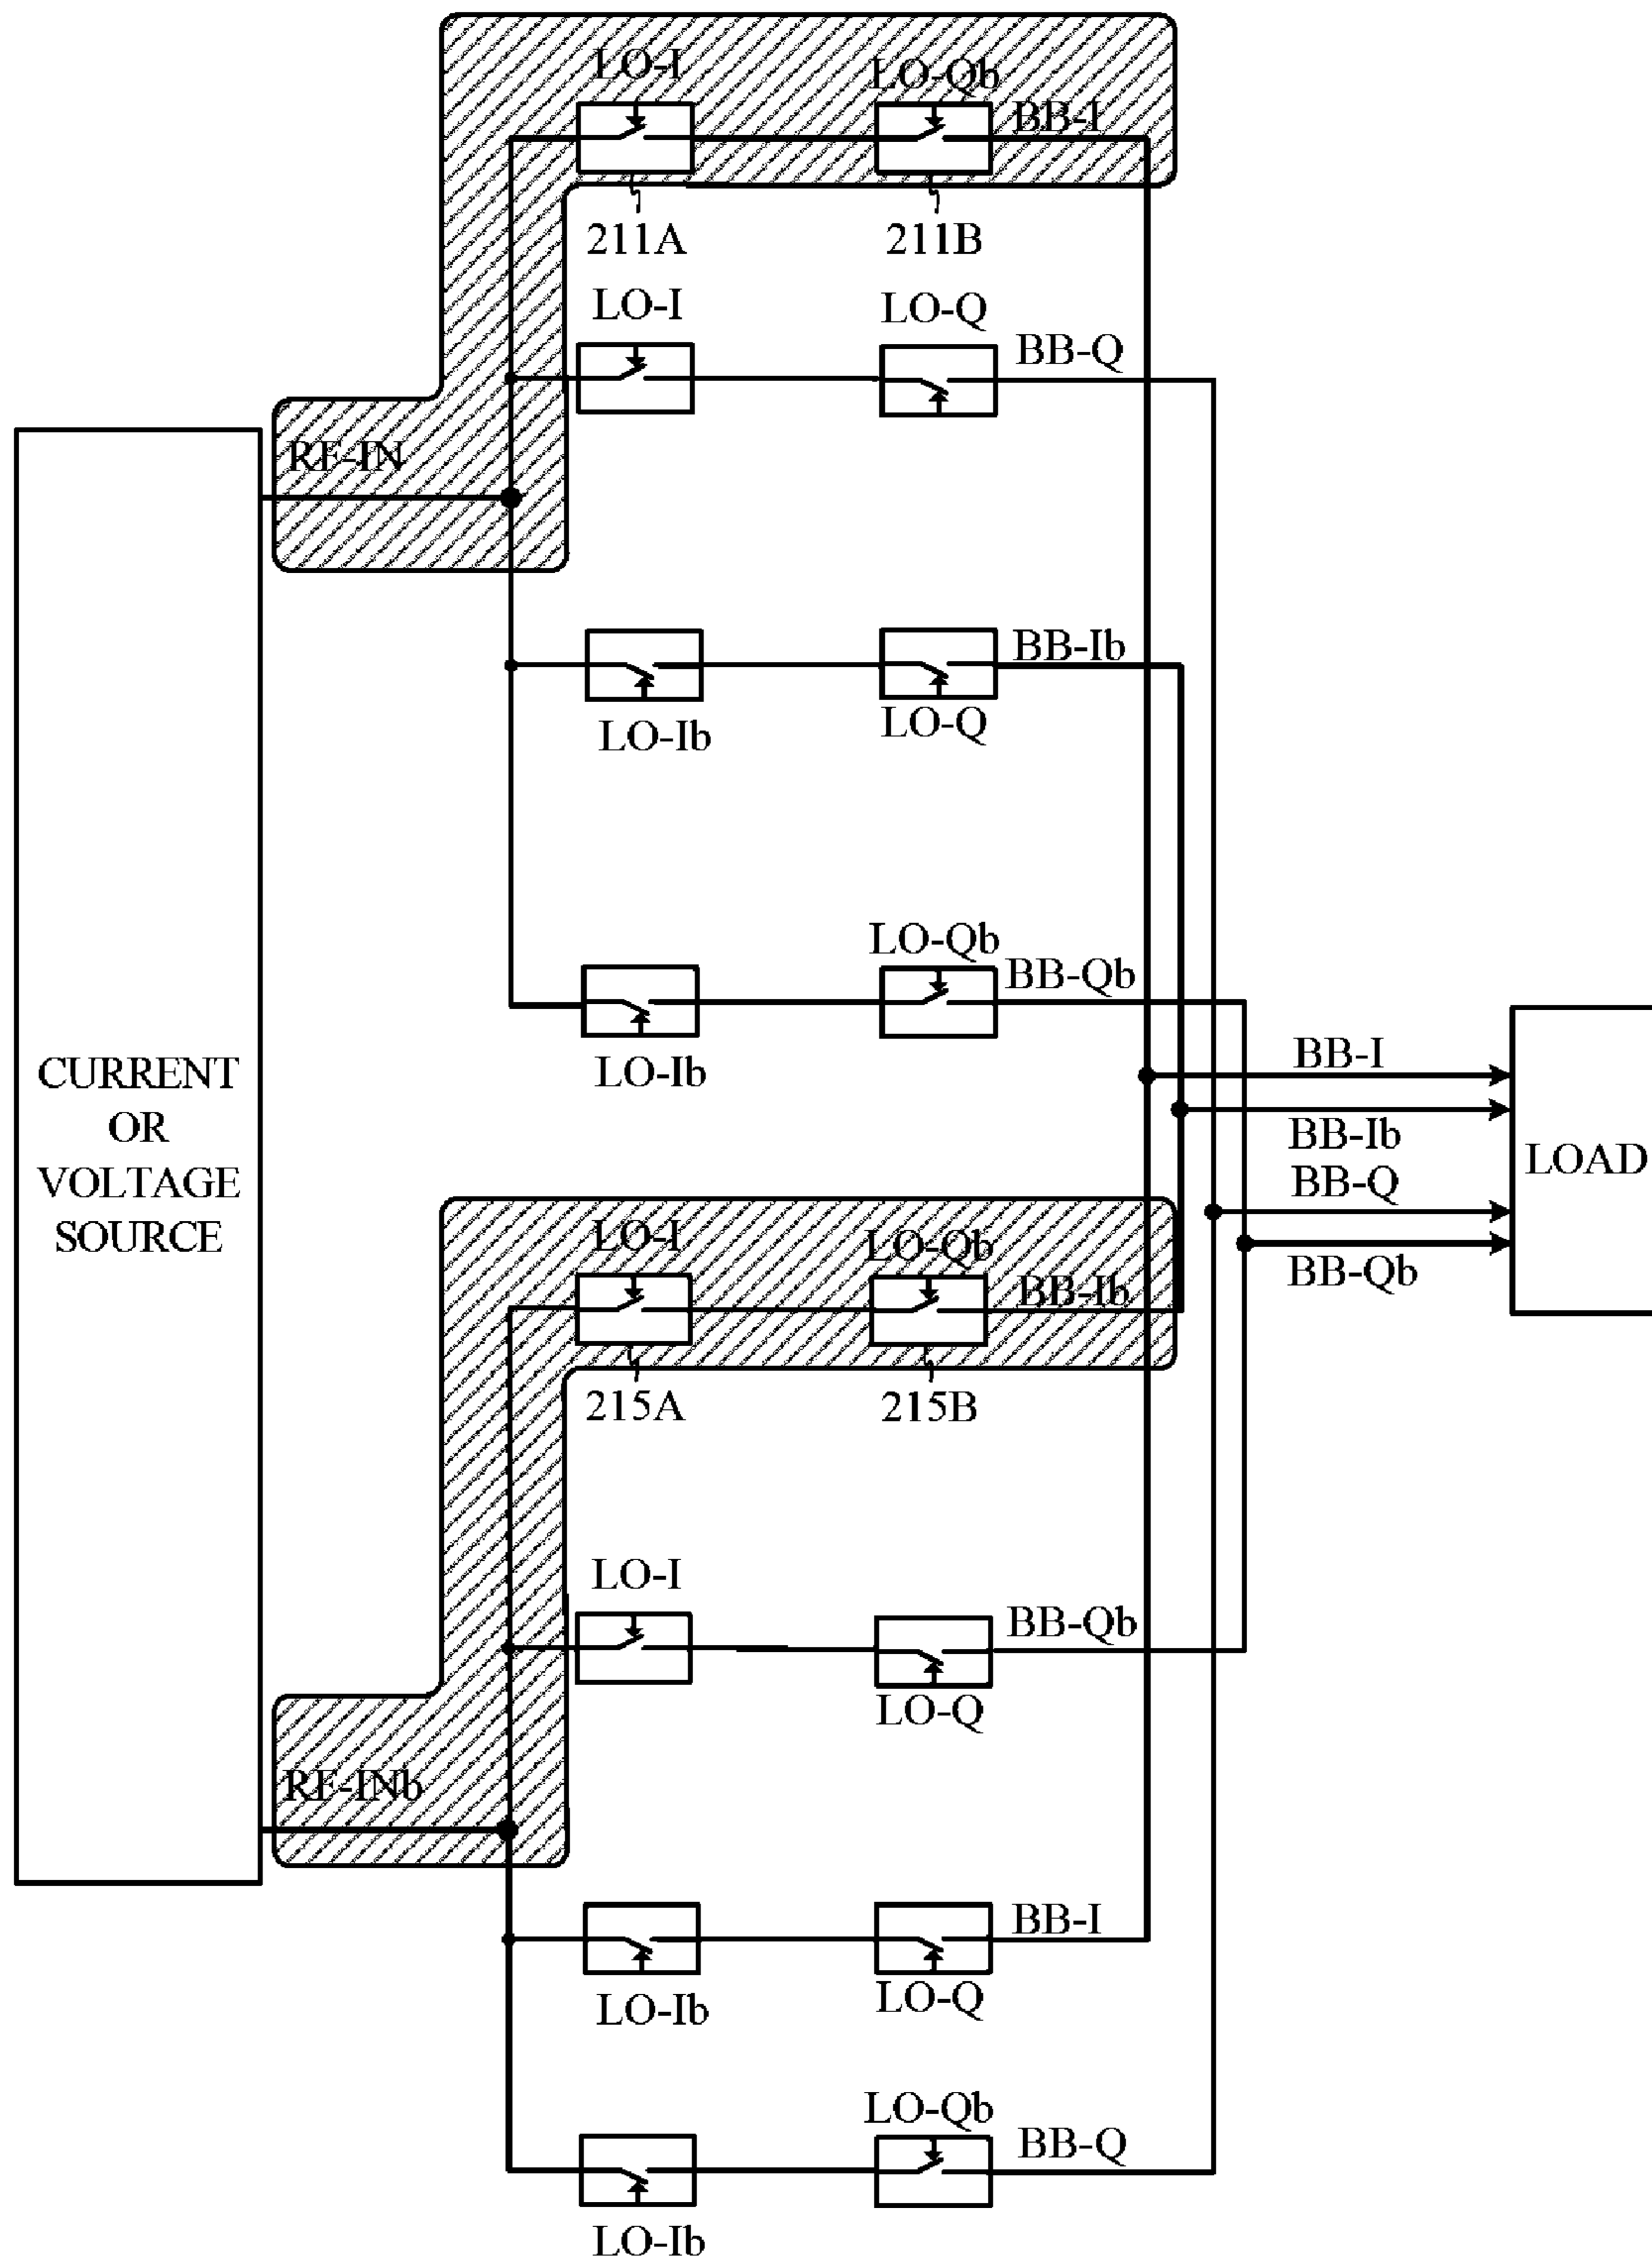 LO-I
LO-Qb
BB-I
211A
211B
LO-I
LO-Q
BB-Q
RF-IN
BB-Ib
LO-Ib
LO-Q
LO-Qb
BB-Qb
LO-Ib
CURRENT
OR
VOLTAGE
SOURCE
BB-I
BB-Ib
BB-Q
BB-Qb
LOAD
LO-I
LO-Qb
BB-Ib
215A
215B
LO-I
BB-Qb
LO-Q
RF-INb
BB-I
LO-Ib
LO-Q
LO-Qb
BB-Q
LO-Ib